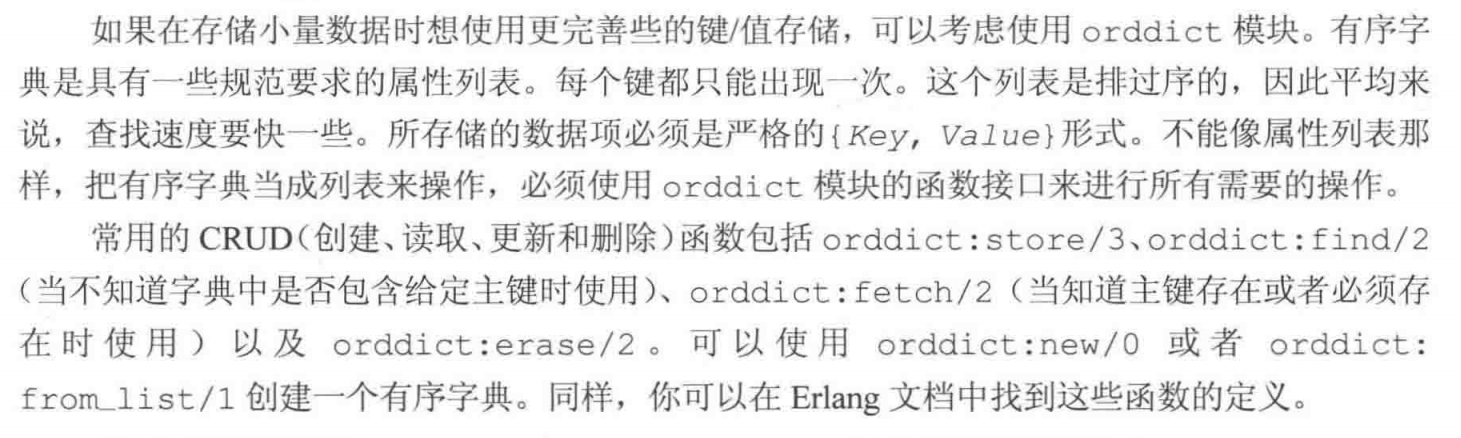 如果在存储小量数据时想使用更完善些的键/值存储，可以考虑使用 orddict 模块。有序字
典是具有一些规范要求的属性列表。每个键都只能出现一次。这个列表是排过序的，因此平均来
说，查找速度要快一些。所存储的数据项必须是严格的{Key, Value}形式。不能像属性列表那
样，把有序字典当成列表来操作，必须使用 orddict 模块的函数接口来进行所有需要的操作。
常用的 CRUD（创建、读取、更新和删除）函数包括 orddict:store/3、orddict:find/2
（当不知道字典中是否包含给定主键时使用）、orddict:fetch/2（当知道主键存在或者必须存
在时使用）以及 orddict:erase/2。可以使用 orddict:new/0 或者 orddict:
from_list/1 创建一个有序字典。同样，你可以在 Erlang 文档中找到这些函数的定义。